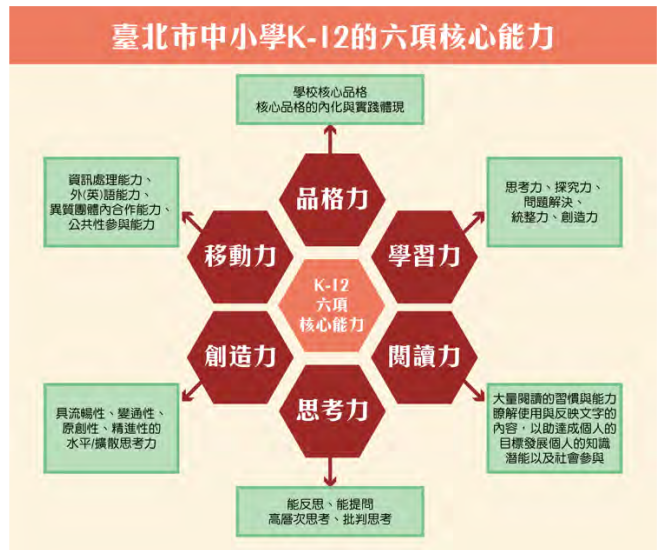 臺北市中小學K-12的六項核心能力
學校核心品格
核心品格的內化與實踐體現
品格力
資訊處理能力、
外(英)語能力、
異質團體內合作能力、
公共性參與能力
移動力
思考力、探究力、
問題解決、
統整力、創造力
學習力
K-12
六項
核心能力
創造力
具流暢性、變通性、
原創性、精進性的
水平/擴散思考力
閱讀力
大量閱讀的習慣與能力
瞭解使用與反映文字的
內容，以助達成個人的
目標發展個人的知識
潛能以及社會參與
思考力
能反思、能提問
高層次思考、批判思考